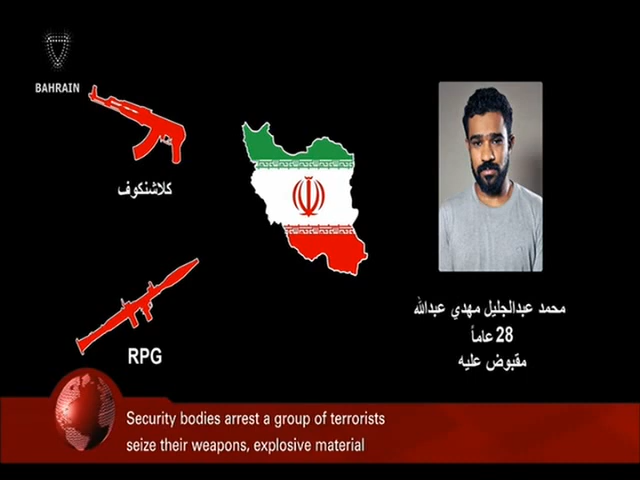 BAHRAIN
كلاشنكوف
RPG
محمد عبدالجليل مهدي عبدالله
28 عاماً
مقبوض عليه
Security bodies arrest a group of terrorists
seize their weapons, explosive material